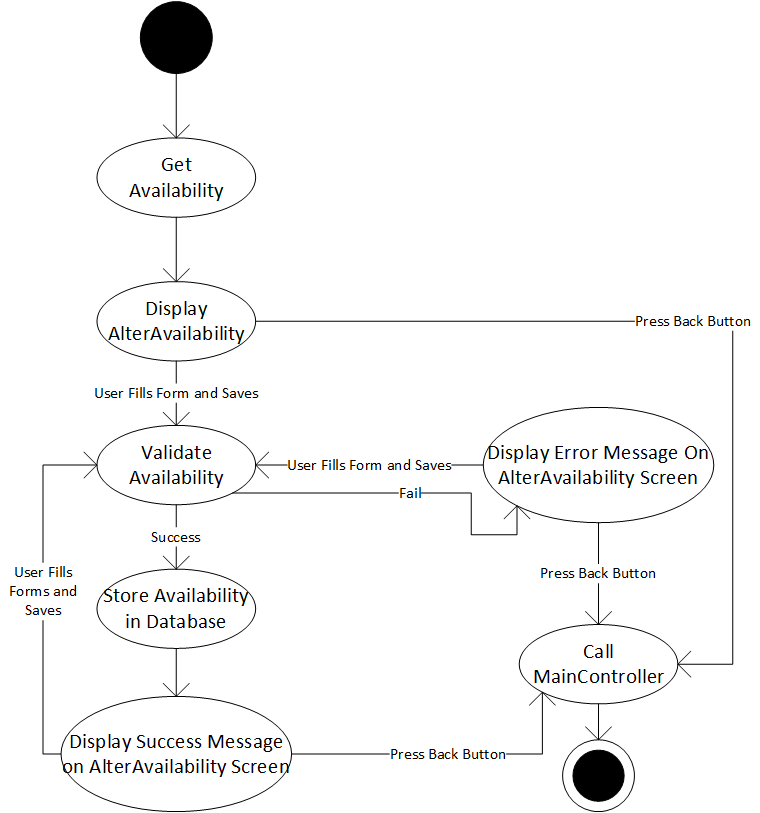 Get
Availability
Display
AlterAvailability
Press Back Button
User Fills Form and Saves
Validate
Availability
User Fills Form and Saves
Display Error Message On
AlterAvailability Screen
Fail
Success
User Fills
Forms and
Saves
Press Back Button
Store Availability
in Database
Call
MainController
Display Success Message
on AlterAvailability Screen
Press Back Button